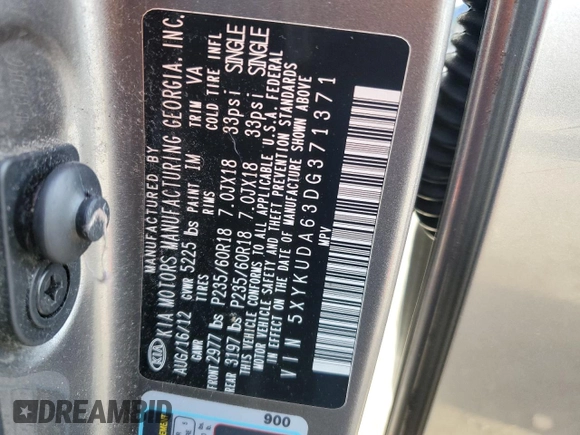 MANUFACTURED BY
KIA KIA MOTORS MANUFACTURING GEORGIA, INC.
AUG/16/12 GVWR 5225 lbs PAINT IM TRIM VA
GAWR TIRES RIMS COLD TIRE INFL
FRONT 2977 lbs P235/60R18 7.0JX18 33psi SINGLE
REAR 3197 lbs P235/60R18 7.0JX18 33psi SINGLE
THIS VEHICLE CONFORMS TO ALL APPLICABLE U.S.A. FEDERAL
MOTOR VEHICLE SAFETY AND THEFT PREVENTION STANDARDS
IN EFFECT ON THE DATE OF MANUFACTURE SHOWN ABOVE
VIN 5XYKUDA63DG371371
MPV
900
DREAMBID